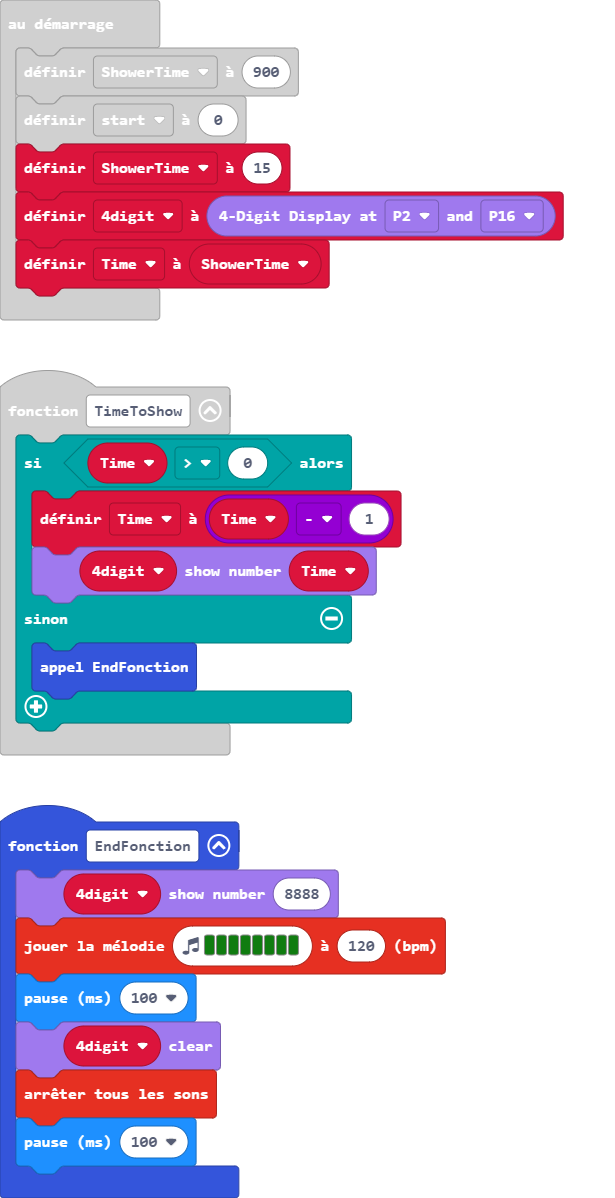 au démarrage
définir ShowerTime à 900
définir start à 0
définir ShowerTime à 15
définir 4digit à 4-Digit Display at P2 and P16
définir Time à ShowerTime
fonction TimeToShow
si Time > 0 alors
définir Time à Time - 1
4digit show number Time
sinon
appel EndFonction
fonction EndFonction
4digit show number 8888
jouer la mélodie à 120 (bpm)
pause (ms) 100
4digit clear
arrêter tous les sons
pause (ms) 100